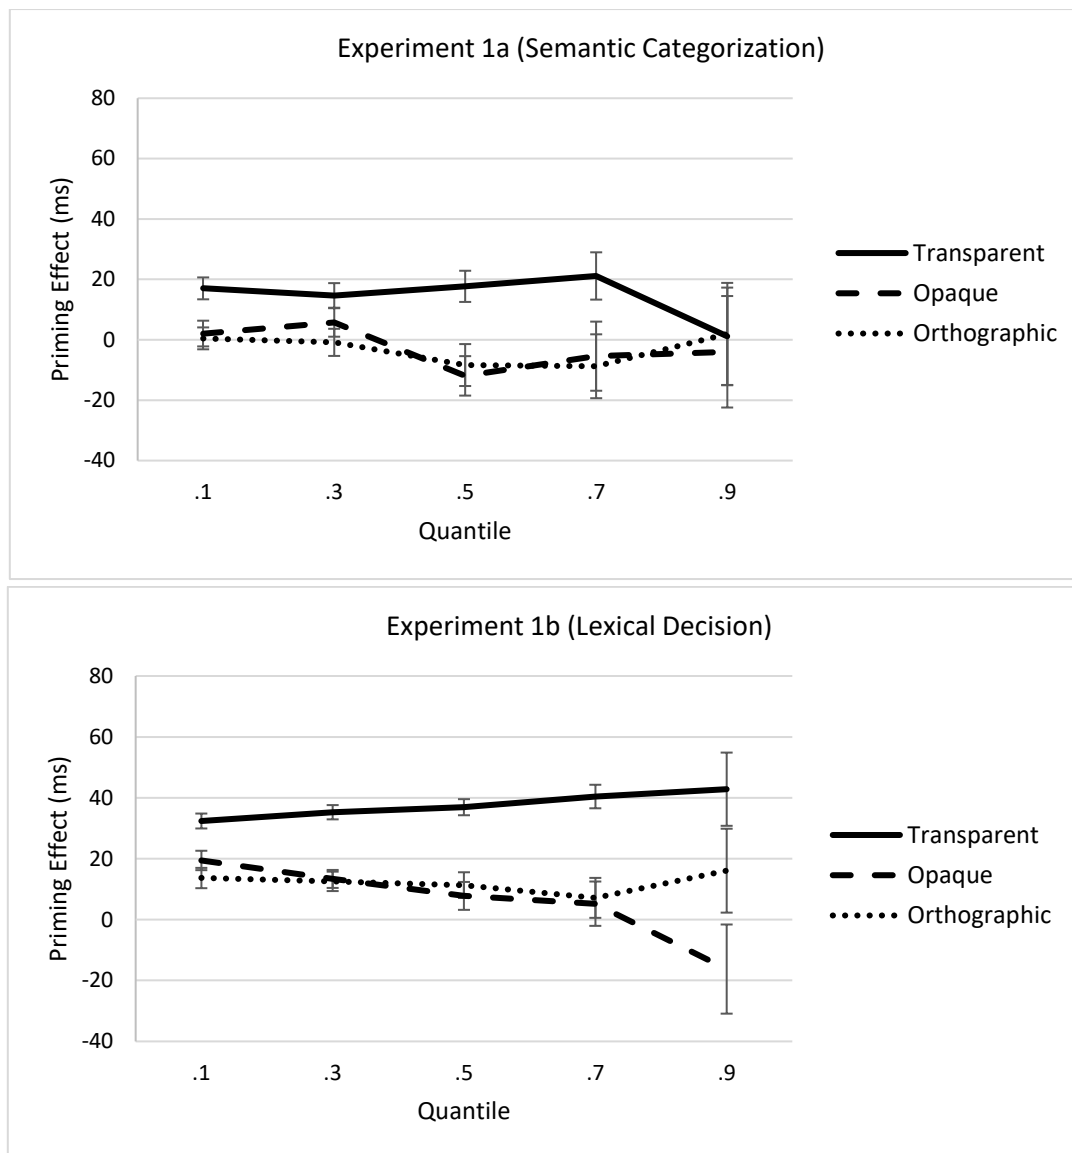 Experiment 1a (Semantic Categorization)
80
60
40
20
0
-20
-40
Priming Effect (ms)
.1 .3 .5 .7 .9
Quantile
Transparent
Opaque
Orthographic
Experiment 1b (Lexical Decision)
80
60
40
20
0
-20
-40
Priming Effect (ms)
.1 .3 .5 .7 .9
Quantile
Transparent
Opaque
Orthographic